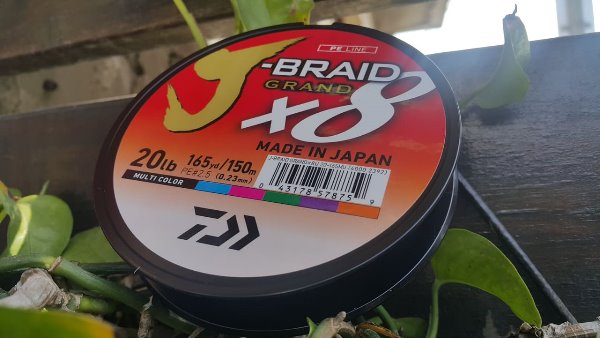 PE LINE
J-BRAID
GRAND
x8
MADE IN JAPAN
20lb
165yd/150m
PE#2.5 (0.23mm)
MULTI COLOR
0 43178 57875 9